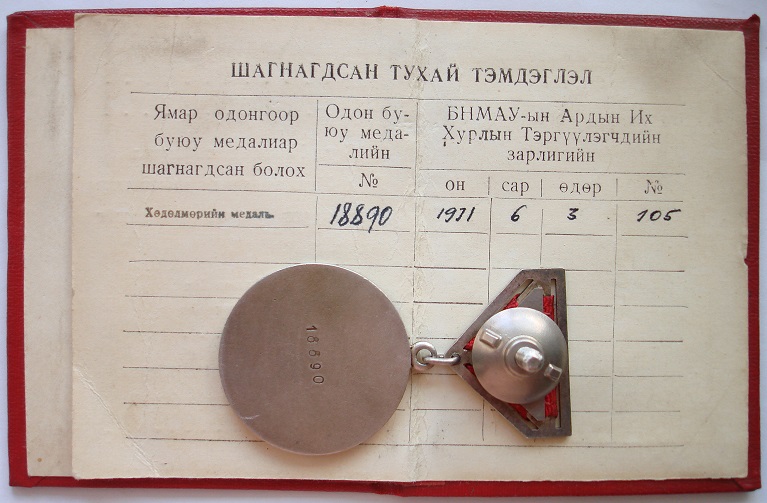 ШАГНАГДСАН ТУХАЙ ТЭМДЭГЛЭЛ
Ямар одонгоор
буюу медалиар
шагнагдсан болох
Одон бу-
юу меда-
лийн
№
БНМАУ-ын Ардын Их
Хурлын Тэргүүлэгчдийн
зарлигийн
он сар өдөр №
Хөдөлмөрийн медаль. 18890 1971 6 3 105
18890